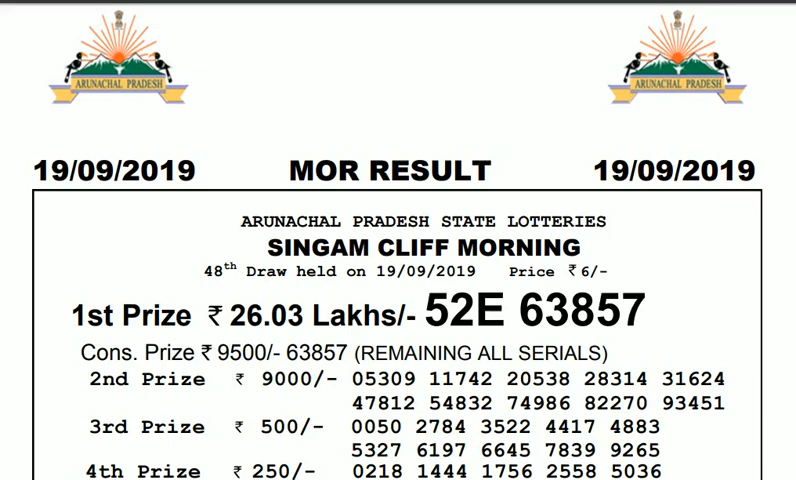 ARUNACHAL PRADESH ARUNACHAL PRADESH
19/09/2019 MOR RESULT 19/09/2019
ARUNACHAL PRADESH STATE LOTTERIES
SINGAM CLIFF MORNING
48th Draw held on 19/09/2019 Price ₹ 6/-
1st Prize ₹ 26.03 Lakhs/- 52E 63857
Cons. Prize ₹ 9500/- 63857 (REMAINING ALL SERIALS)
2nd Prize ₹ 9000/- 05309 11742 20538 28314 31624
47812 54832 74986 82270 93451
3rd Prize ₹ 500/- 0050 2784 3522 4417 4883
5327 6197 6645 7839 9265
4th Prize ₹ 250/- 0218 1444 1756 2558 5036